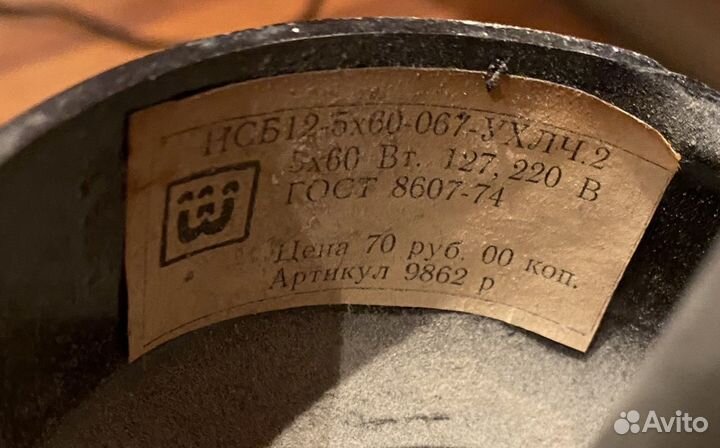 НСБ12-5х60-067-УХЛЧ.2
5х60 Вт. 127, 220 В
ГОСТ 8607-74
Цена 70 руб. 00 коп.
Артикул 9862 р
Avito